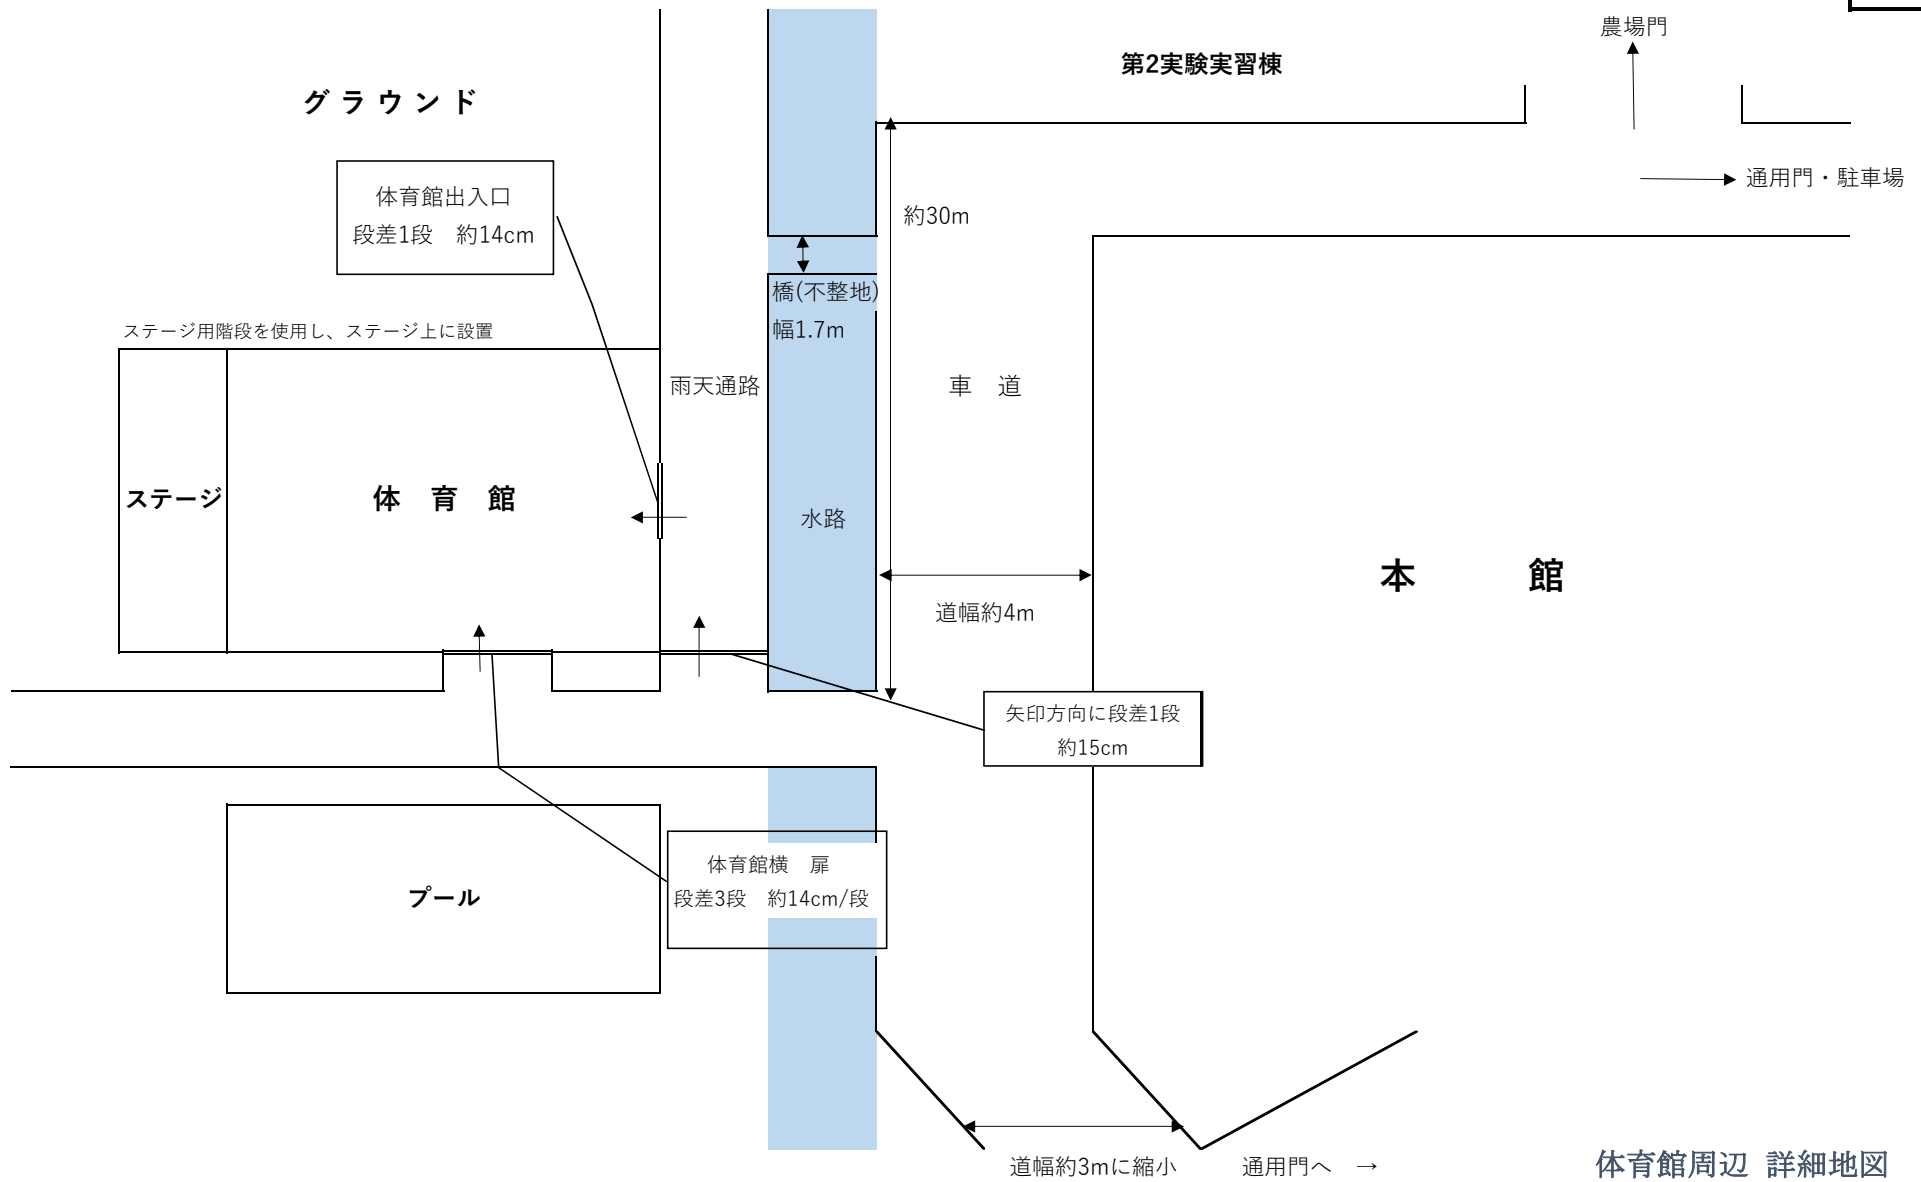 農場門
第2実験実習棟
グラウンド
通用門・駐車場
体育館出入口
段差1段　約14cm
約30m
橋(不整地)
幅1.7m
ステージ用階段を使用し、ステージ上に設置
雨天通路
車　道
ステージ
体　育　館
水路
本　館
道幅約4m
矢印方向に段差1段
約15cm
体育館横　扉
段差3段　約14cm/段
プール
道幅約3mに縮小
通用門へ　→
体育館周辺 詳細地図